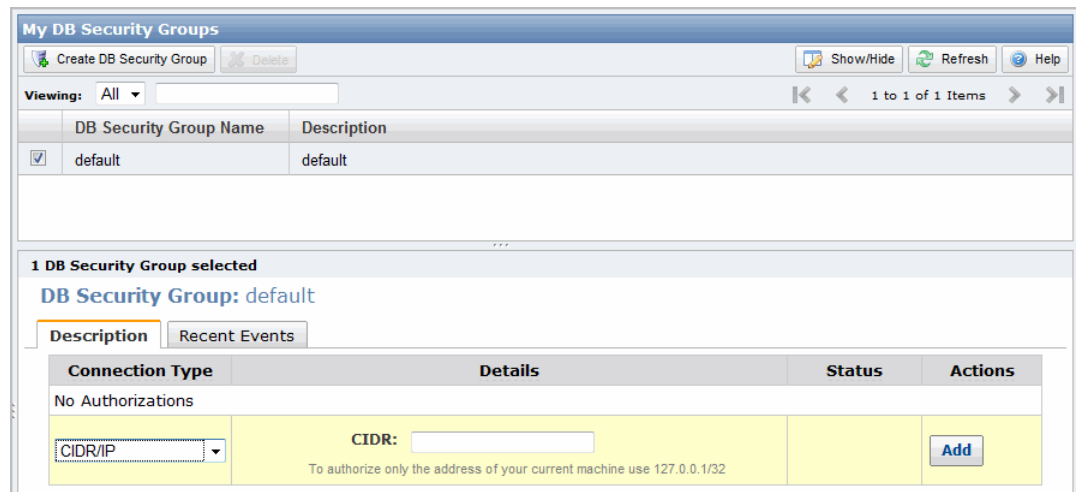 My DB Security Groups
Create DB Security Group Delete Show/Hide Refresh Help
Viewing: All 1 to 1 of 1 Items
DB Security Group Name Description
default default
1 DB Security Group selected
DB Security Group: default
Description Recent Events
Connection Type Details Status Actions
No Authorizations
CIDR/IP CIDR: Add
To authorize only the address of your current machine use 127.0.0.1/32